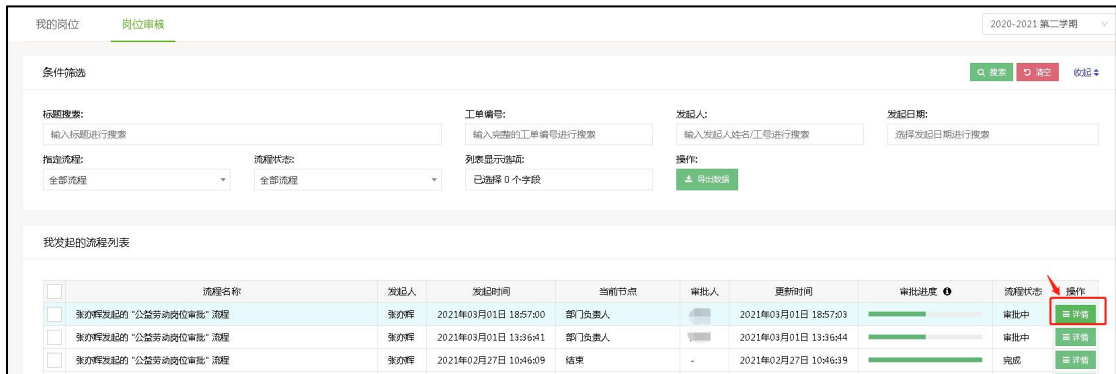 我的岗位 岗位审核 2020-2021 第二学期
条件筛选 搜索 清空 收起
标题搜索: 工单编号: 发起人: 发起日期:
输入标题进行搜索 输入完整的工单编号进行搜索 输入发起人姓名/工号进行搜索 选择发起日期进行搜索
指定流程: 流程状态: 列表显示选项: 操作:
全部流程 全部流程 已选择 0 个字段 导出数据
我发起的流程列表
流程名称 发起人 发起时间 当前节点 审批人 更新时间 审批进度 流程状态 操作
张亦辉发起的 "公益劳动岗位审批" 流程 张亦辉 2021年03月01日 18:57:00 部门负责人 2021年03月01日 18:57:03 审批中 详情
张亦辉发起的 "公益劳动岗位审批" 流程 张亦辉 2021年03月01日 13:36:41 部门负责人 2021年03月01日 13:36:44 审批中 详情
张亦辉发起的 "公益劳动岗位审批" 流程 张亦辉 2021年02月27日 10:46:09 结束 - 2021年02月27日 10:46:39 完成 详情